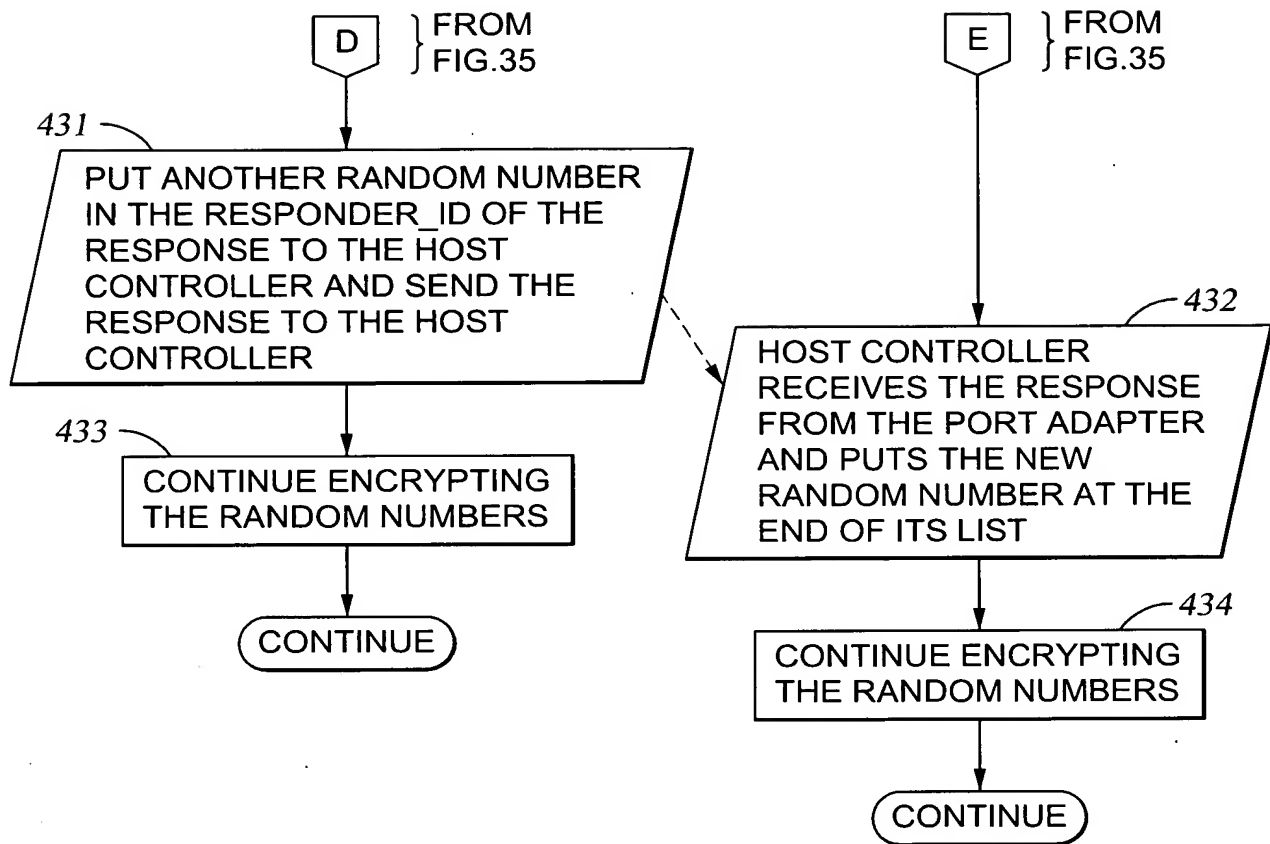 D
FROM
FIG.35
E
FROM
FIG.35
431
PUT ANOTHER RANDOM NUMBER
IN THE RESPONDER_ID OF THE
RESPONSE TO THE HOST
CONTROLLER AND SEND THE
RESPONSE TO THE HOST
CONTROLLER
432
HOST CONTROLLER
RECEIVES THE RESPONSE
FROM THE PORT ADAPTER
AND PUTS THE NEW
RANDOM NUMBER AT THE
END OF ITS LIST
433
CONTINUE ENCRYPTING
THE RANDOM NUMBERS
CONTINUE
434
CONTINUE ENCRYPTING
THE RANDOM NUMBERS
CONTINUE